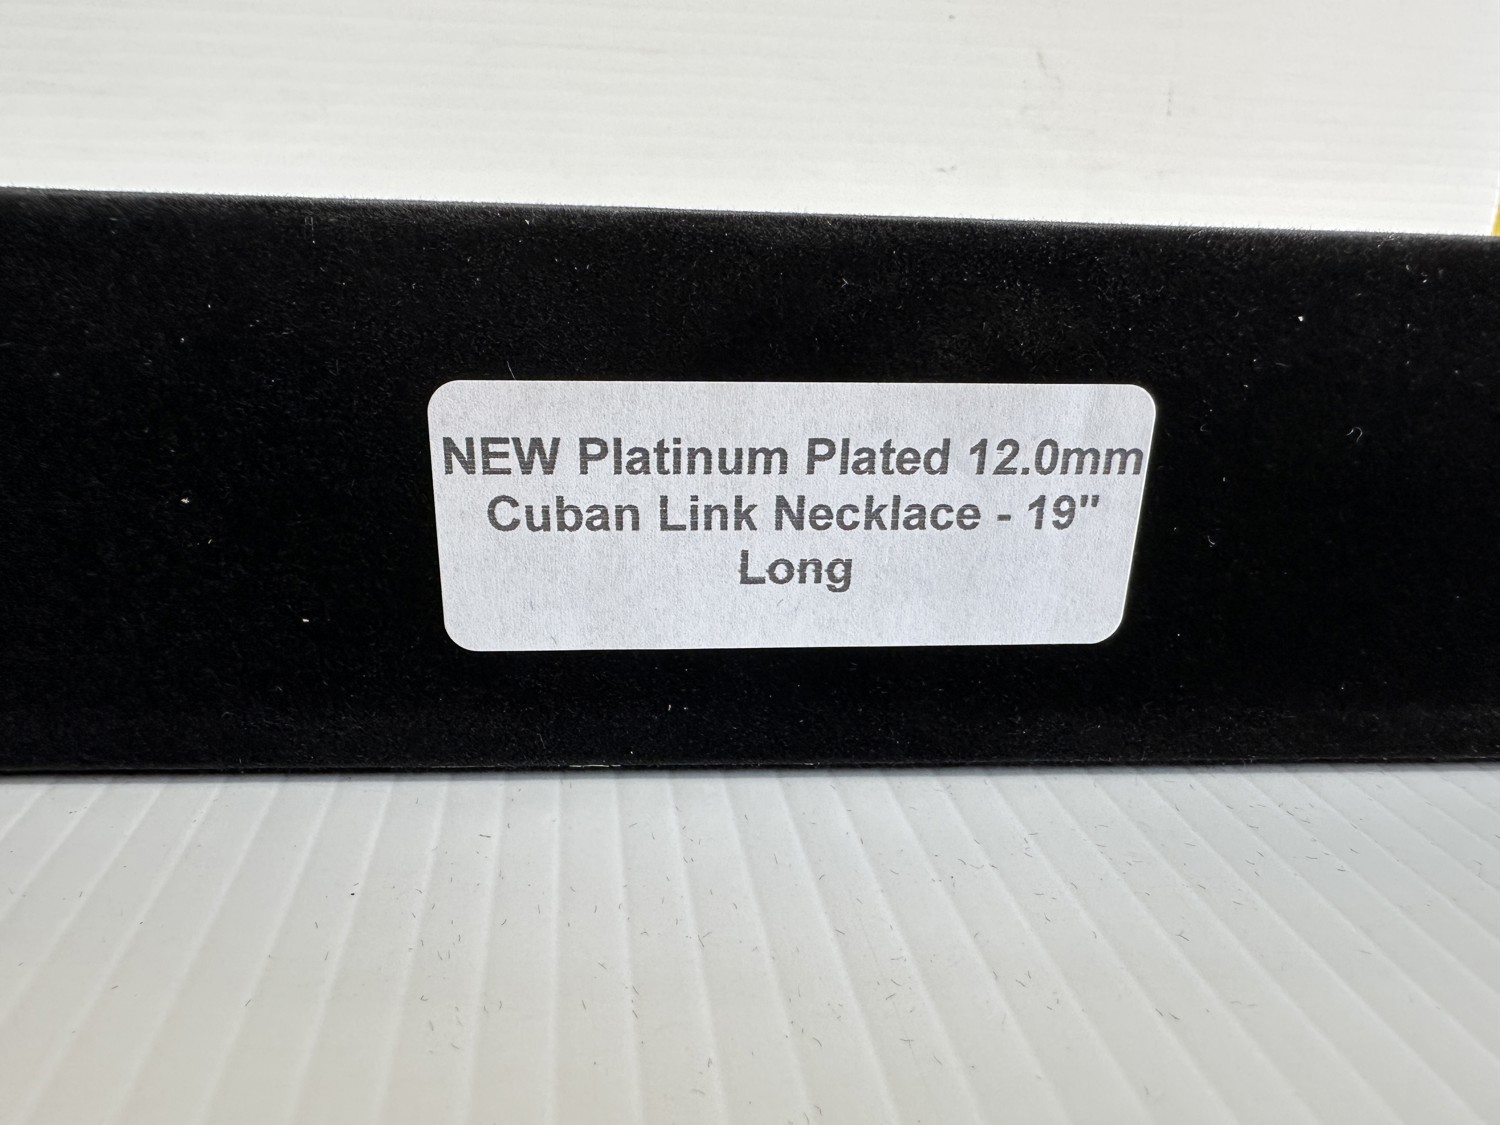 NEW Platinum Plated 12.0mm
Cuban Link Necklace - 19"
Long